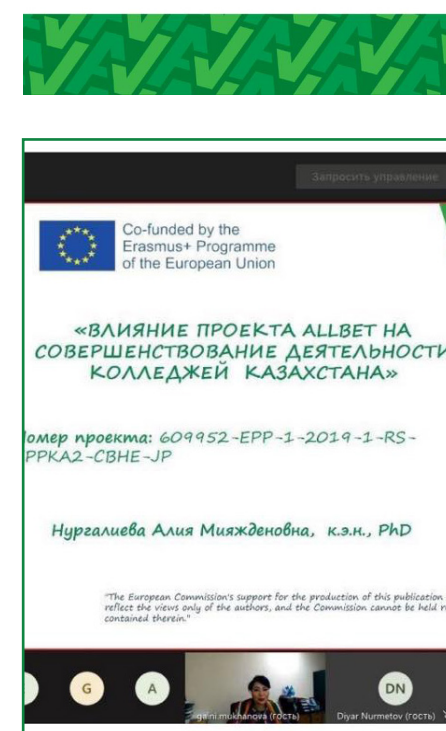 Запросить управление
Co-funded by the
Erasmus+ Programme
of the European Union
«ВЛИЯНИЕ ПРОЕКТА ALLBET НА
СОВЕРШЕНСТВОВАНИЕ ДЕЯТЕЛЬНОСТИ
КОЛЛЕДЖЕЙ КАЗАХСТАНА»
омер проекта: 609952-EPP-1-2019-1-RS-
PPKA2-CBHE-JP
Нургалиева Алия Мияжденовна, к.э.н., PhD
"The European Commission's support for the production of this publication
reflect the views only of the authors, and the Commission cannot be held
contained therein."
G
A
DN
mukhanova (гость)
Diyar Nurmetov (гость)